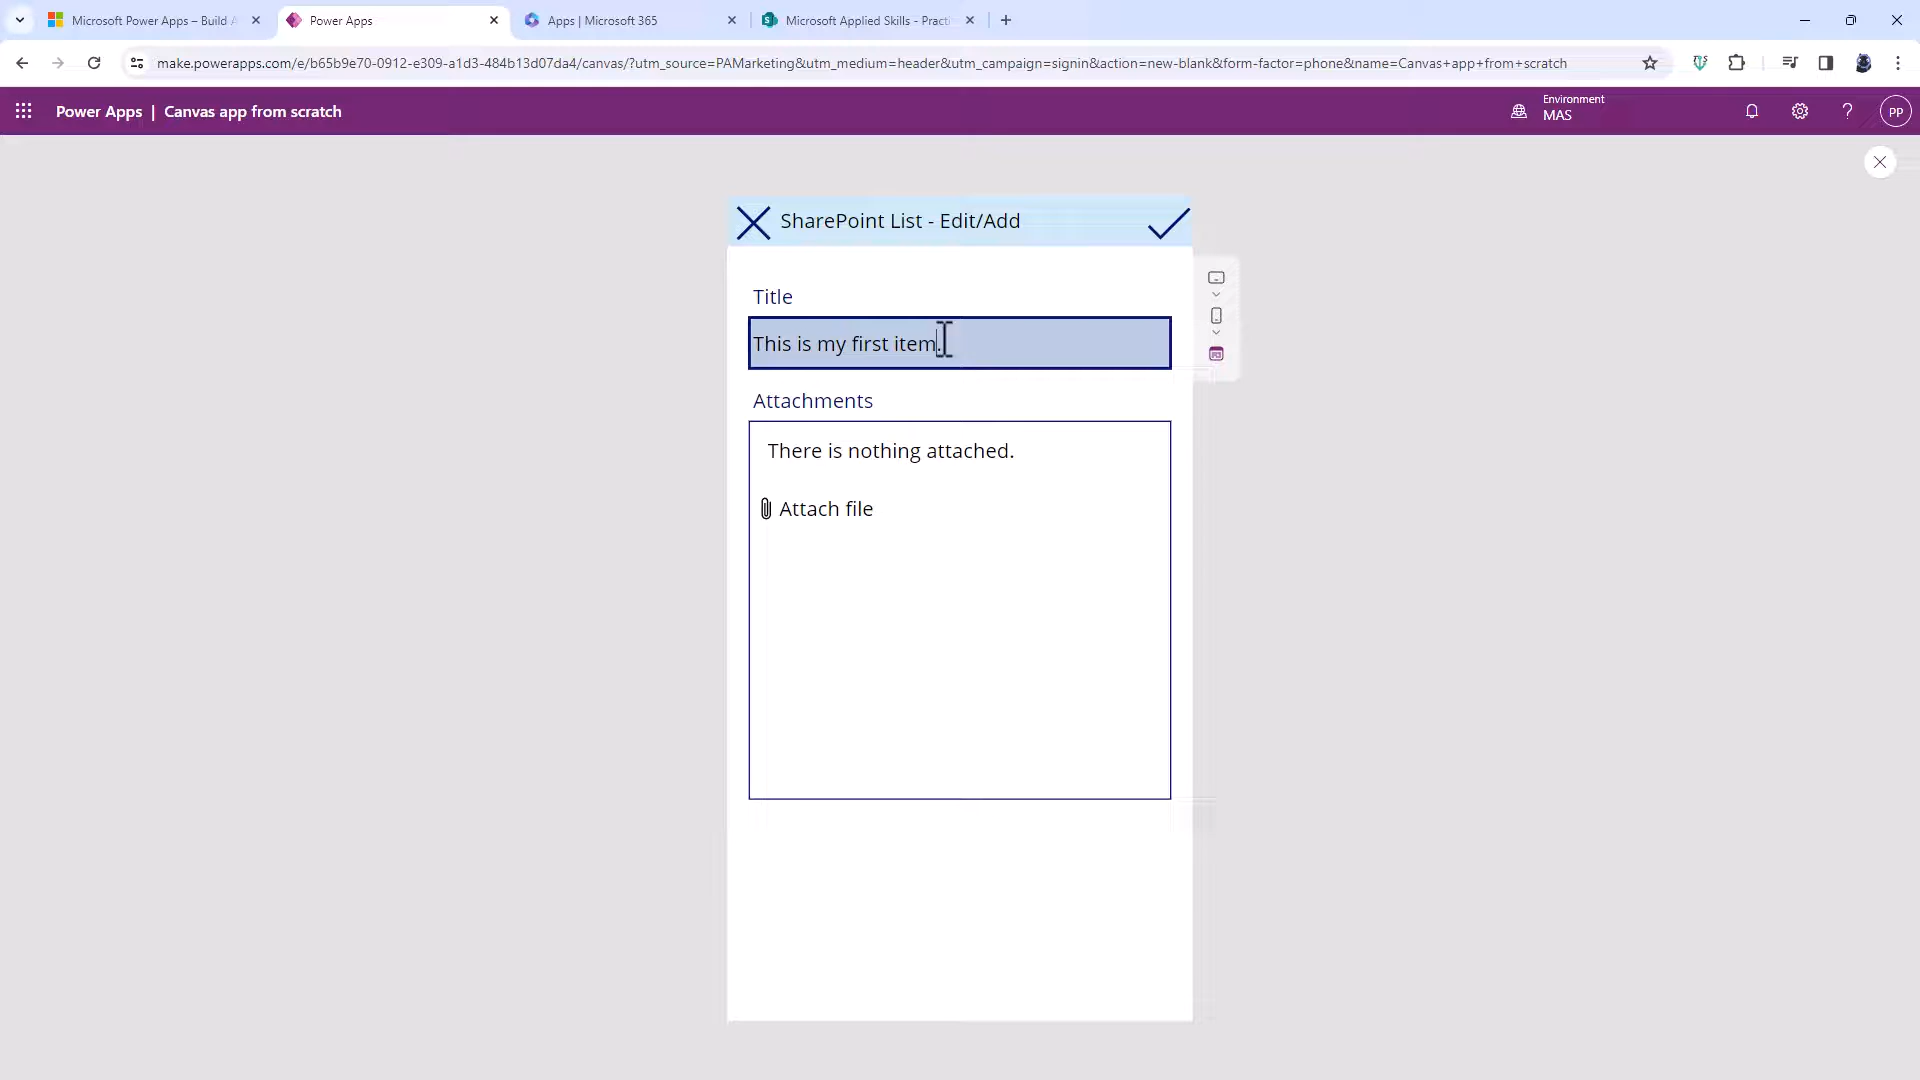 Microsoft Power Apps – Build A
Power Apps
Apps | Microsoft 365
Microsoft Applied Skills - Practi
make.powerapps.com/e/b65b9e70-0912-e309-a1d3-484b13d07da4/canvas/?utm_source=PAMarketing&utm_medium=header&utm_campaign=signin&action=new-blank&form-factor=phone&name=Canvas+app+from+scratch
Power Apps | Canvas app from scratch
Environment
MAS
PP
SharePoint List - Edit/Add
Title
This is my first item.
Attachments
There is nothing attached.
Attach file